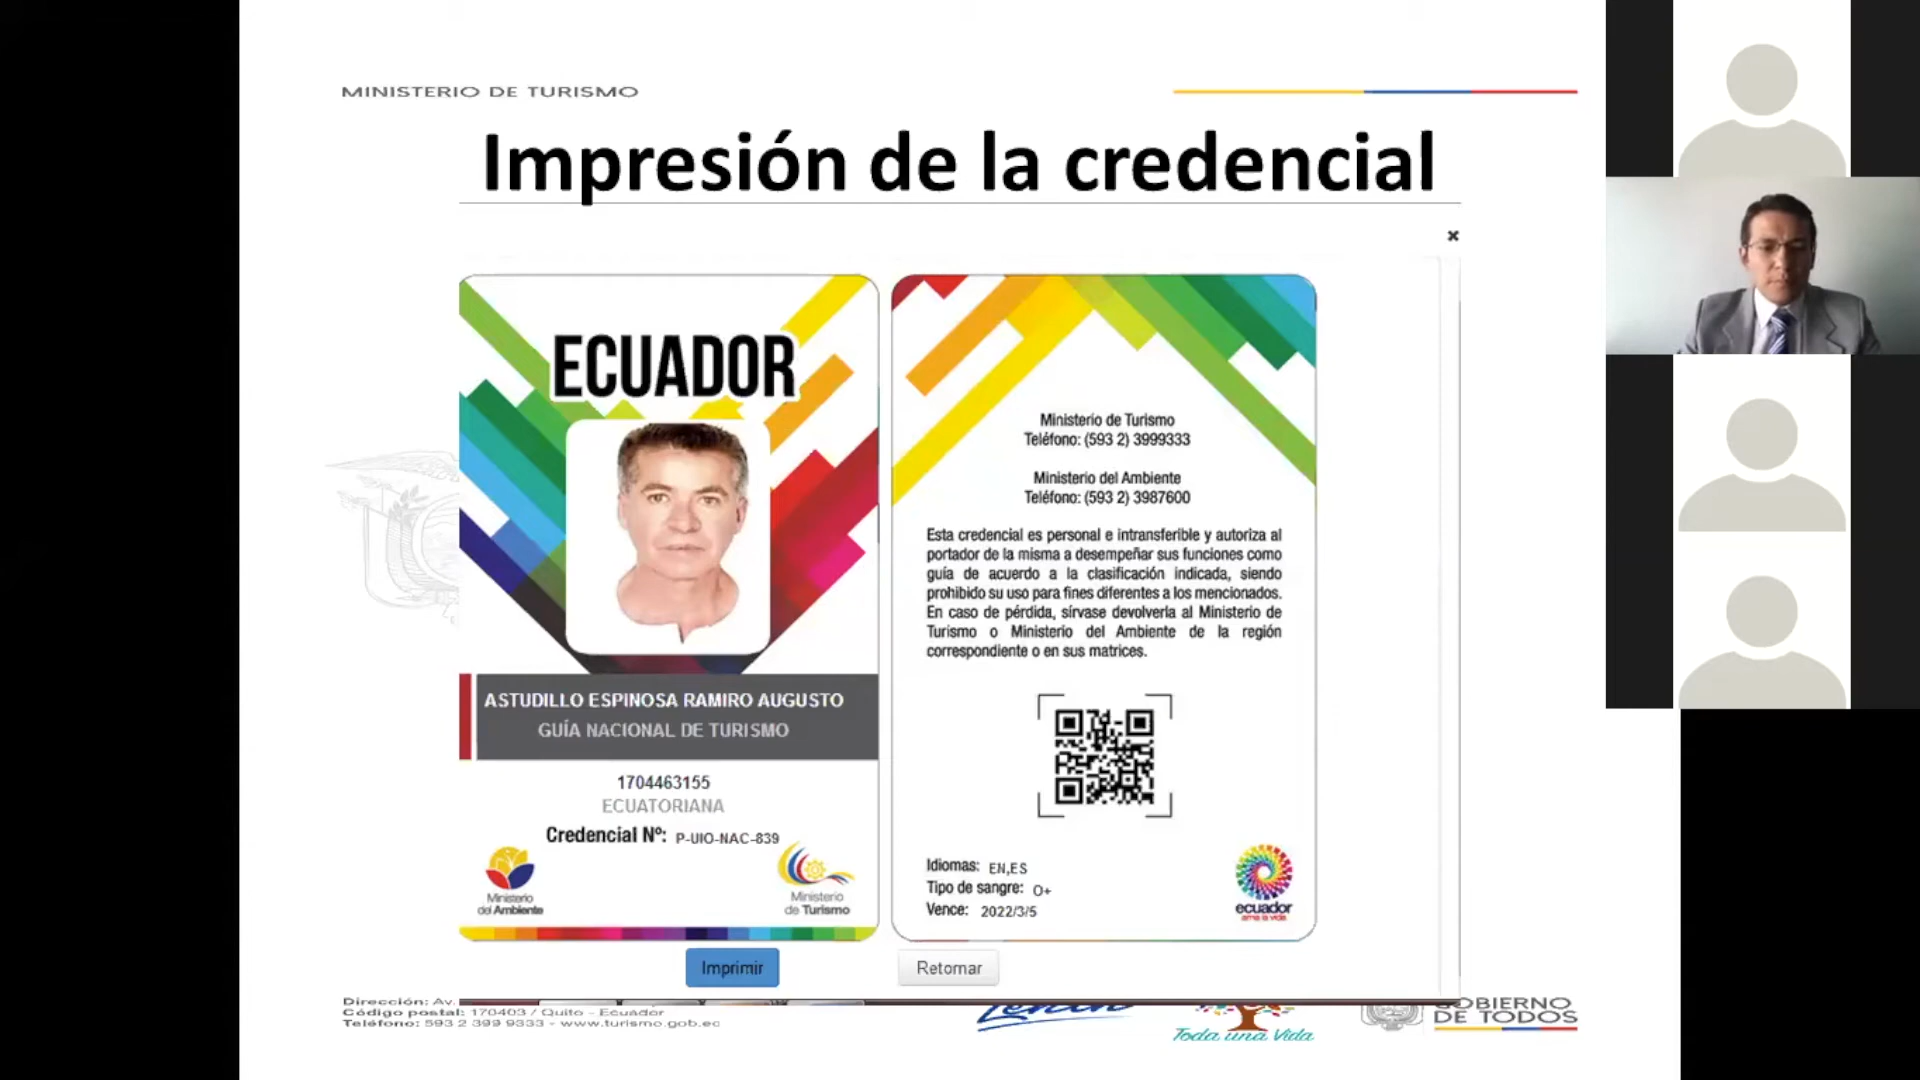 MINISTERIO DE TURISMO
Impresión de la credencial
ECUADOR
ASTUDILLO ESPINOSA RAMIRO AUGUSTO
GUÍA NACIONAL DE TURISMO
1704463155
ECUATORIANA
Credencial Nº: P-UIO-NAC-839
Ministerio
del Ambiente
Ministerio
de Turismo
Ministerio de Turismo
Teléfono: (593 2) 3999333
Ministerio del Ambiente
Teléfono: (593 2) 3987600
Esta credencial es personal e intransferible y autoriza al
portador de la misma a desempeñar sus funciones como
guía de acuerdo a la clasificación indicada, siendo
prohibido su uso para fines diferentes a los mencionados.
En caso de pérdida, sírvase devolverla al Ministerio de
Turismo o Ministerio del Ambiente de la región
correspondiente o en sus matrices.
Idiomas: EN,ES
Tipo de sangre: O+
Vence: 2022/3/5
ecuador
ama la vida
Imprimir
Retornar
Dirección: Av.
Código postal: 170403 / Quito - Ecuador
Teléfono: 593 2 399 9333 - www.turismo.gob.ec
Lenín
Toda una Vida
GOBIERNO
DE TODOS